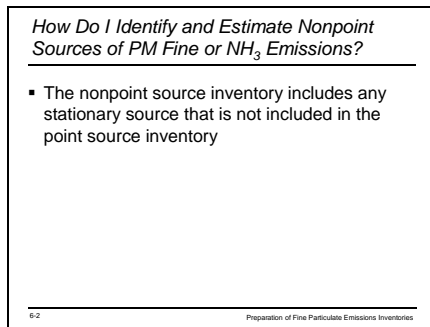 How Do I Identify and Estimate Nonpoint
Sources of PM Fine or NH3 Emissions?
▪ The nonpoint source inventory includes any
stationary source that is not included in the
point source inventory
6-2
Preparation of Fine Particulate Emissions Inventories